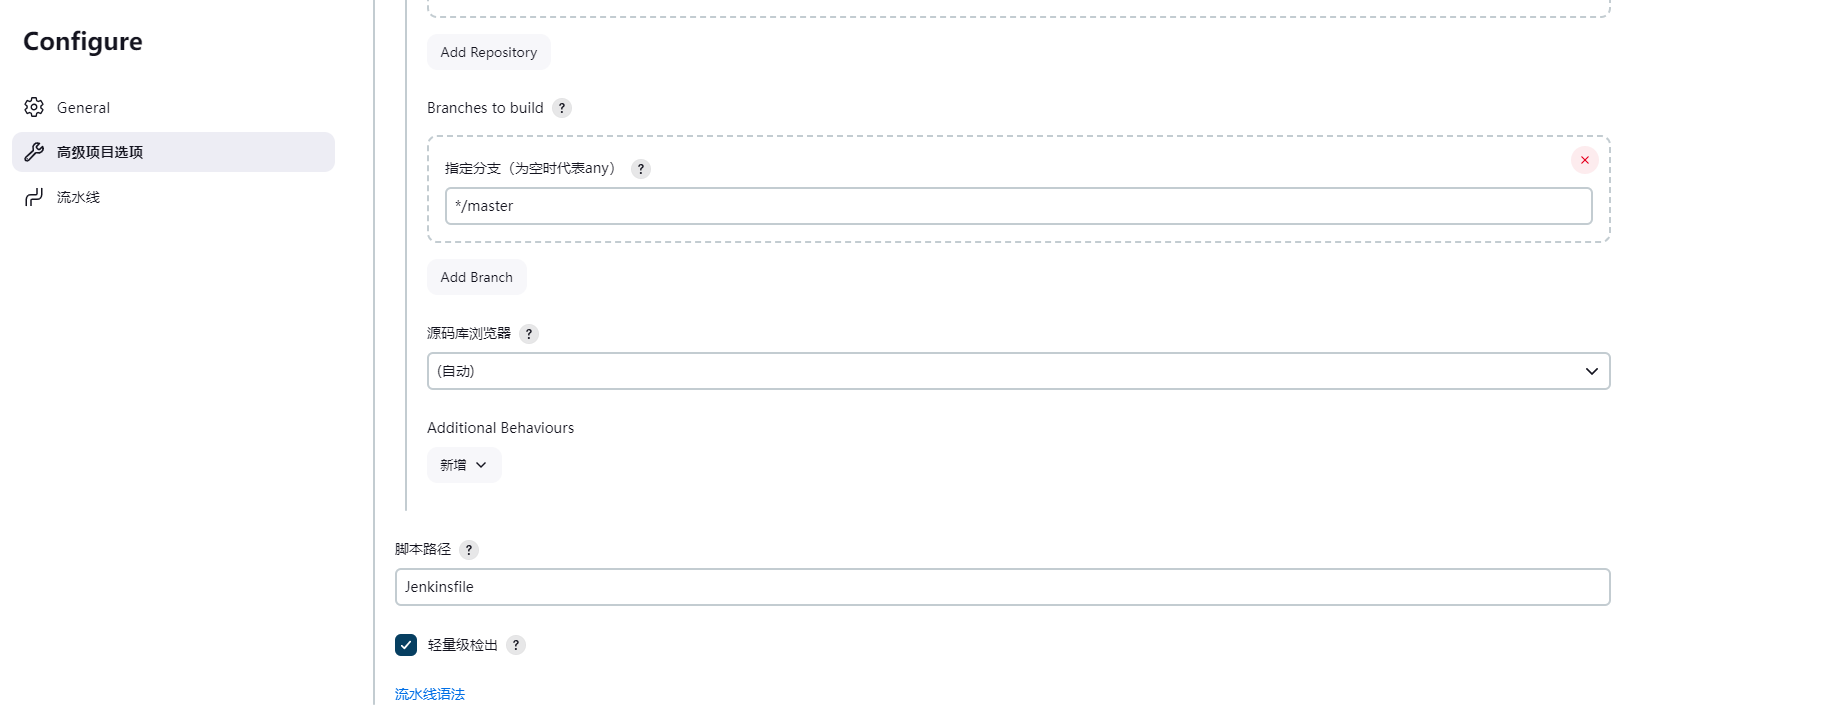 Configure
General
高级项目选项
流水线
Add Repository
Branches to build ?
指定分支（为空时代表any） ?
*/master
Add Branch
源码库浏览器 ?
(自动)
Additional Behaviours
新增
脚本路径 ?
Jenkinsfile
轻量级检出 ?
流水线语法